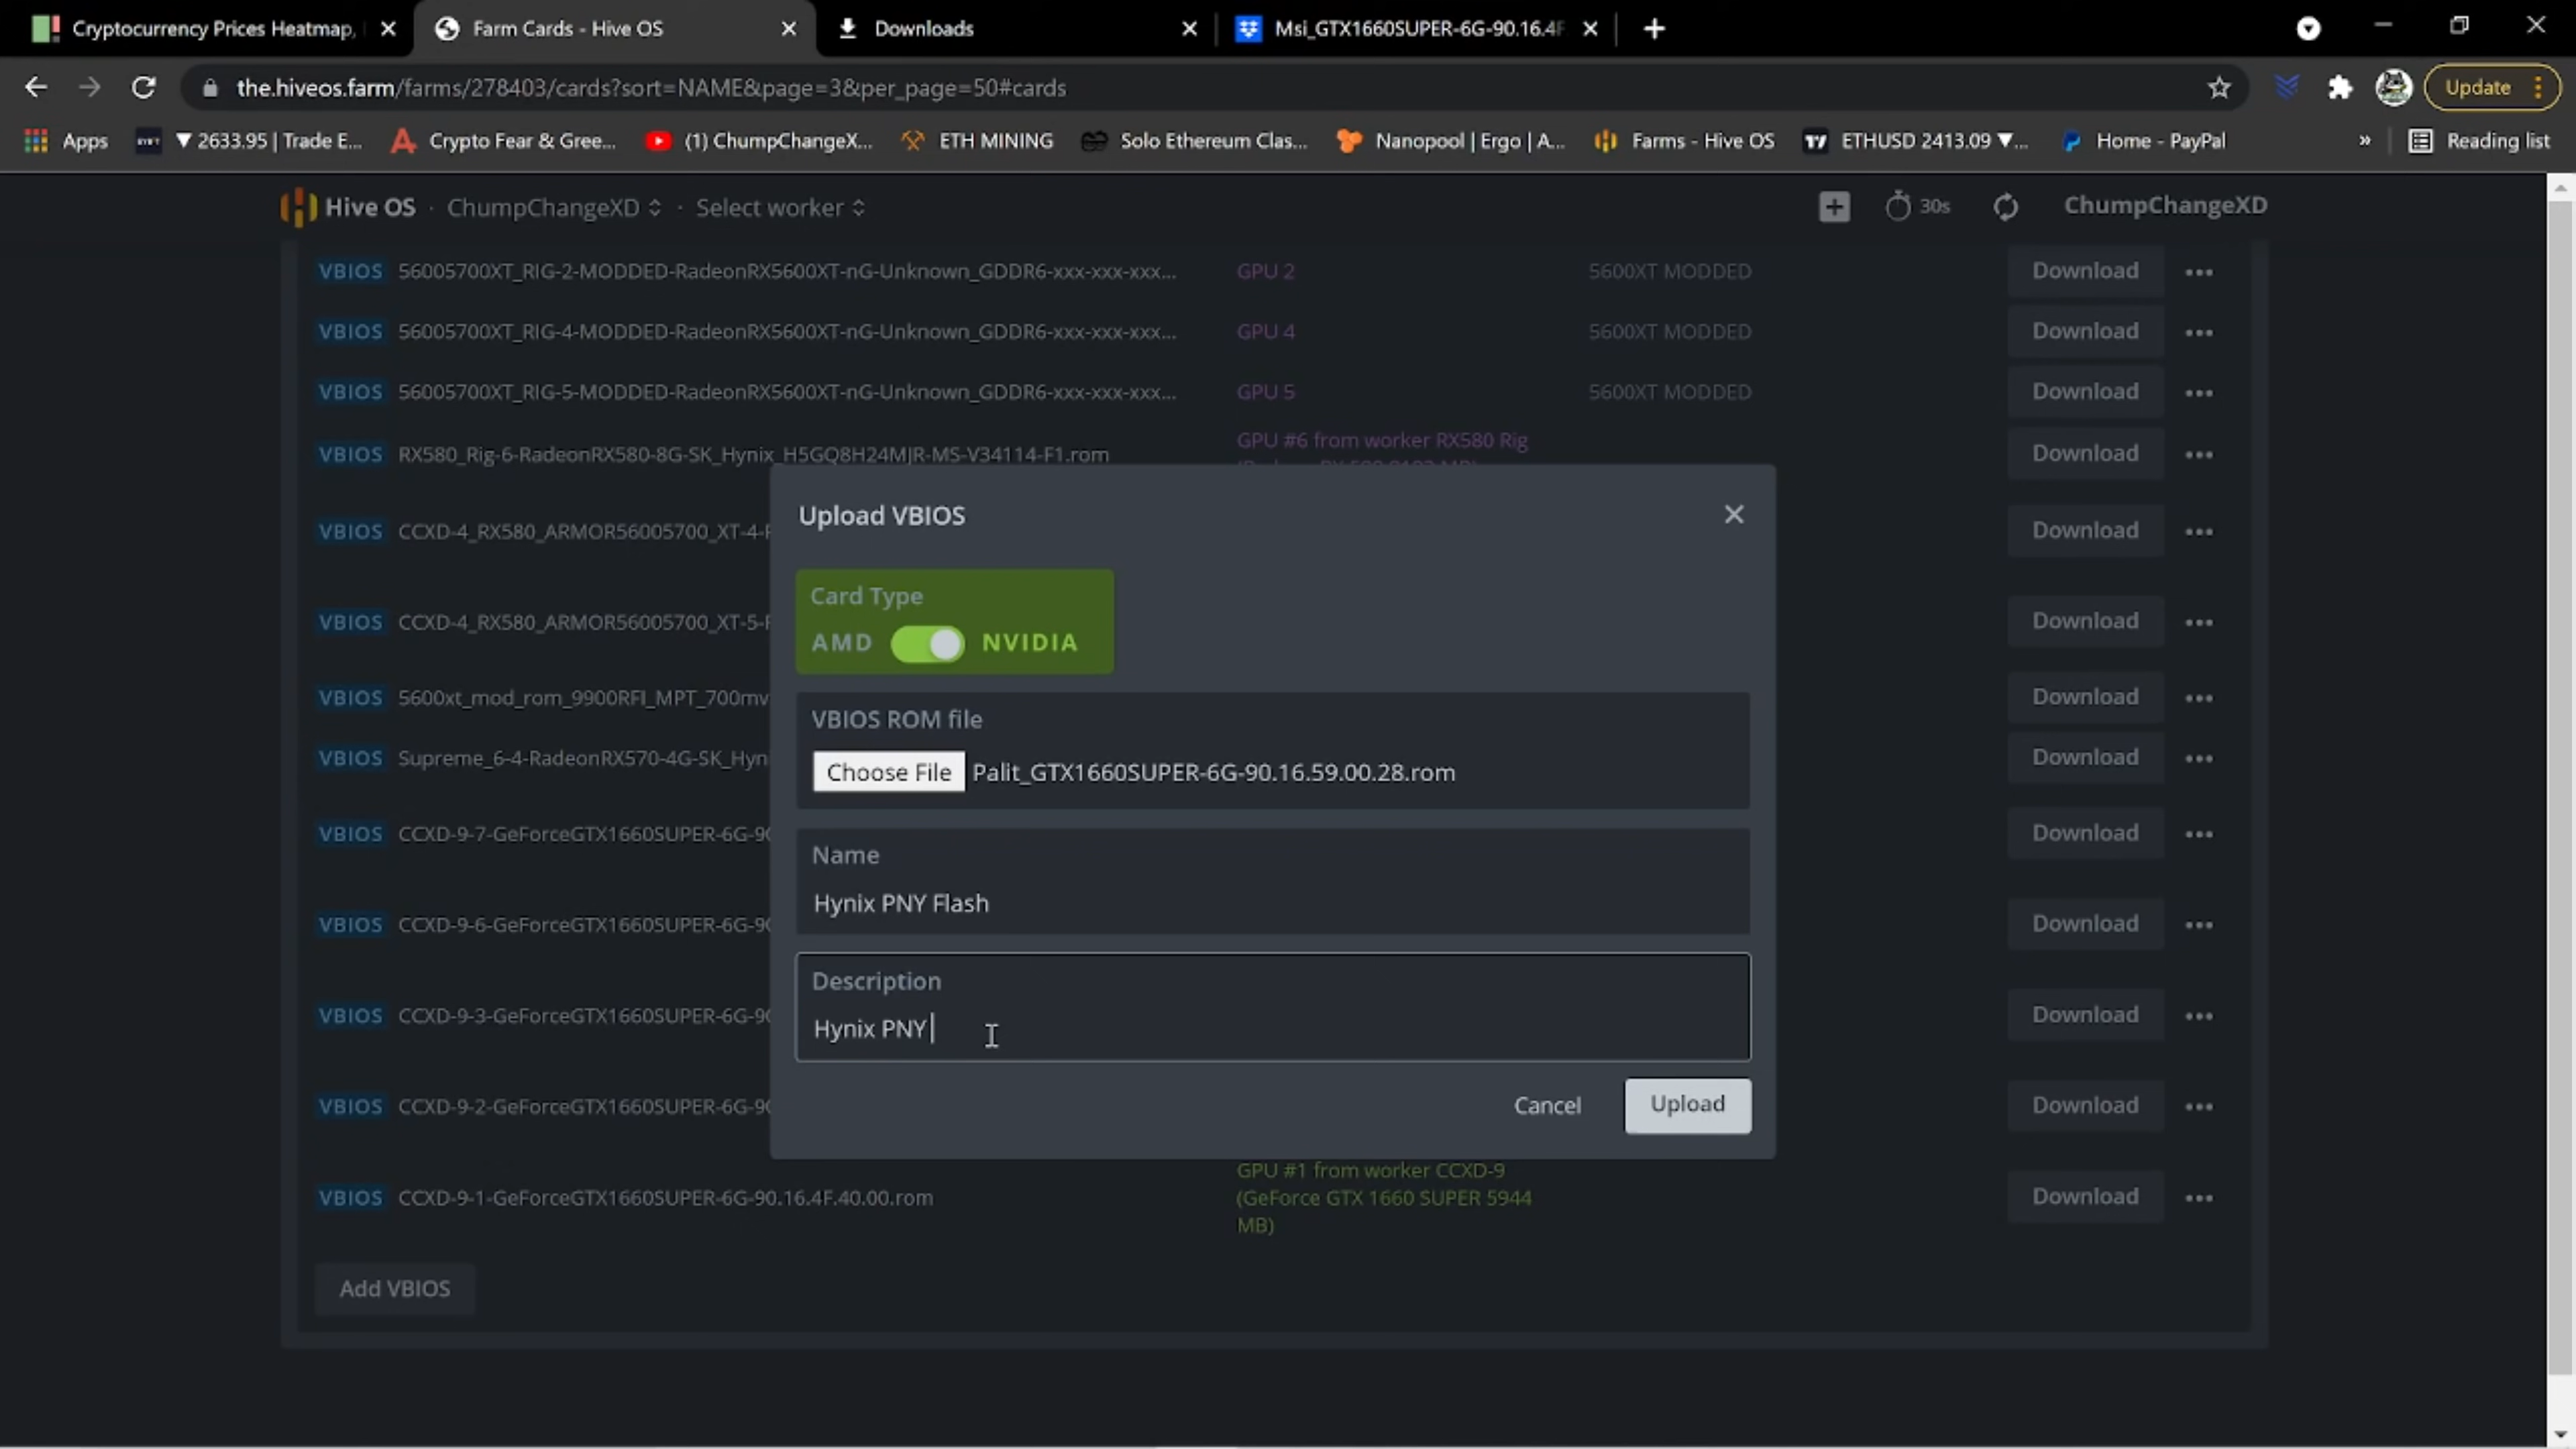 Cryptocurrency Prices Heatmap,
Farm Cards - Hive OS
Downloads
Msi_GTX1660SUPER-6G-90.16.4F
the.hiveos.farm/farms/278403/cards?sort=NAME&page=3&per_page=50#cards
Update
Apps
▼ 2633.95 | Trade E...
Crypto Fear & Gree...
(1) ChumpChangeX...
ETH MINING
Solo Ethereum Clas...
Nanopool | Ergo | A...
Farms - Hive OS
ETHUSD 2413.09 ▼...
Home - PayPal
»
Reading list
Hive OS · ChumpChangeXD · Select worker
30s
ChumpChangeXD
VBIOS 56005700XT_RIG-2-MODDED-RadeonRX5600XT-nG-Unknown_GDDR6-xxx-xxx-xxx... GPU 2 5600XT MODDED Download
VBIOS 56005700XT_RIG-4-MODDED-RadeonRX5600XT-nG-Unknown_GDDR6-xxx-xxx-xxx... GPU 4 5600XT MODDED Download
VBIOS 56005700XT_RIG-5-MODDED-RadeonRX5600XT-nG-Unknown_GDDR6-xxx-xxx-xxx... GPU 5 5600XT MODDED Download
GPU #6 from worker RX580 Rig
VBIOS RX580_Rig-6-RadeonRX580-8G-SK_Hynix_H5GQ8H24MJR-MS-V34114-F1.rom Download
VBIOS CCXD-4_RX580_ARMOR56005700_XT-4- Download
VBIOS CCXD-4_RX580_ARMOR56005700_XT-5- Download
VBIOS 5600xt_mod_rom_9900RFI_MPT_700mv Download
VBIOS Supreme_6-4-RadeonRX570-4G-SK_Hyn Download
VBIOS CCXD-9-7-GeForceGTX1660SUPER-6G-9 Download
VBIOS CCXD-9-6-GeForceGTX1660SUPER-6G-9 Download
VBIOS CCXD-9-3-GeForceGTX1660SUPER-6G-9 Download
VBIOS CCXD-9-2-GeForceGTX1660SUPER-6G-9 Download
Upload VBIOS
Card Type
AMD NVIDIA
VBIOS ROM file
Choose File Palit_GTX1660SUPER-6G-90.16.59.00.28.rom
Name
Hynix PNY Flash
Description
Hynix PNY
Cancel
Upload
GPU #1 from worker CCXD-9
VBIOS CCXD-9-1-GeForceGTX1660SUPER-6G-90.16.4F.40.00.rom (GeForce GTX 1660 SUPER 5944 Download
MB)
Add VBIOS